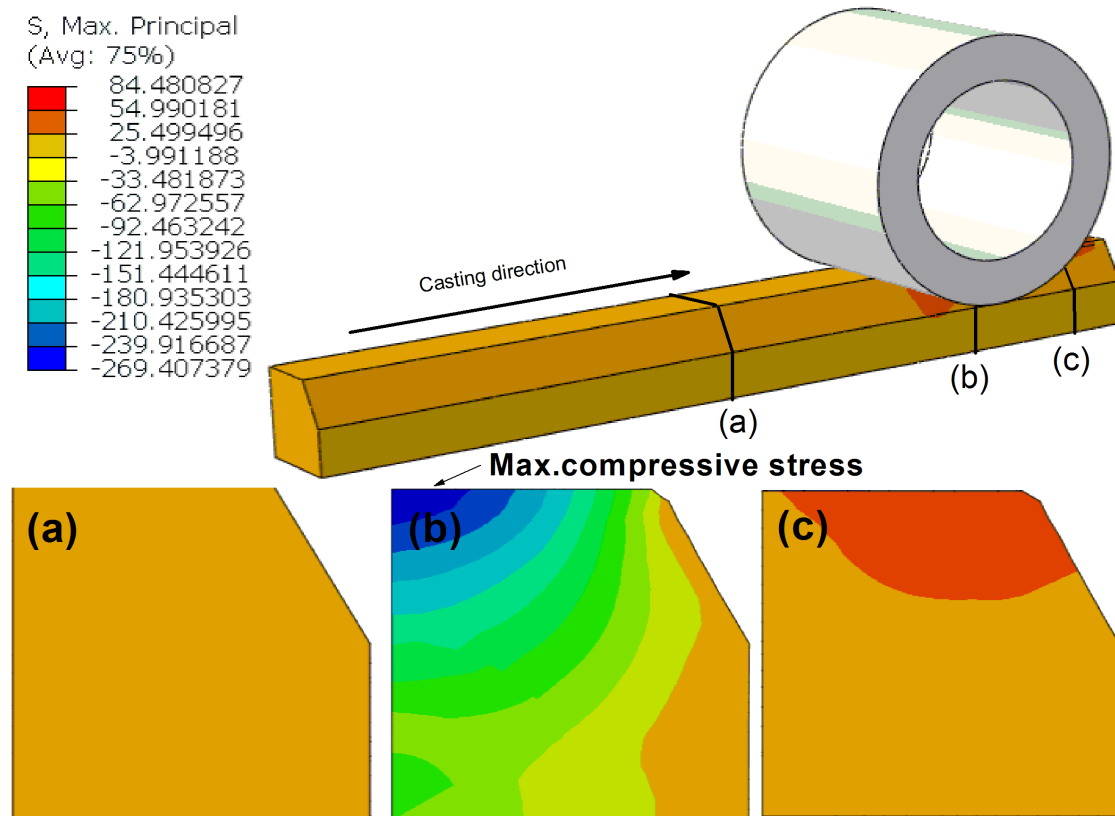 S, Max. Principal
(Avg: 75%)
84.480827
54.990181
25.499496
-3.991188
-33.481873
-62.972557
-92.463242
-121.953926
-151.444611
-180.935303
-210.425995
-239.916687
-269.407379
Casting direction
(a)
(b)
(c)
Max.compressive stress
(a)
(b)
(c)